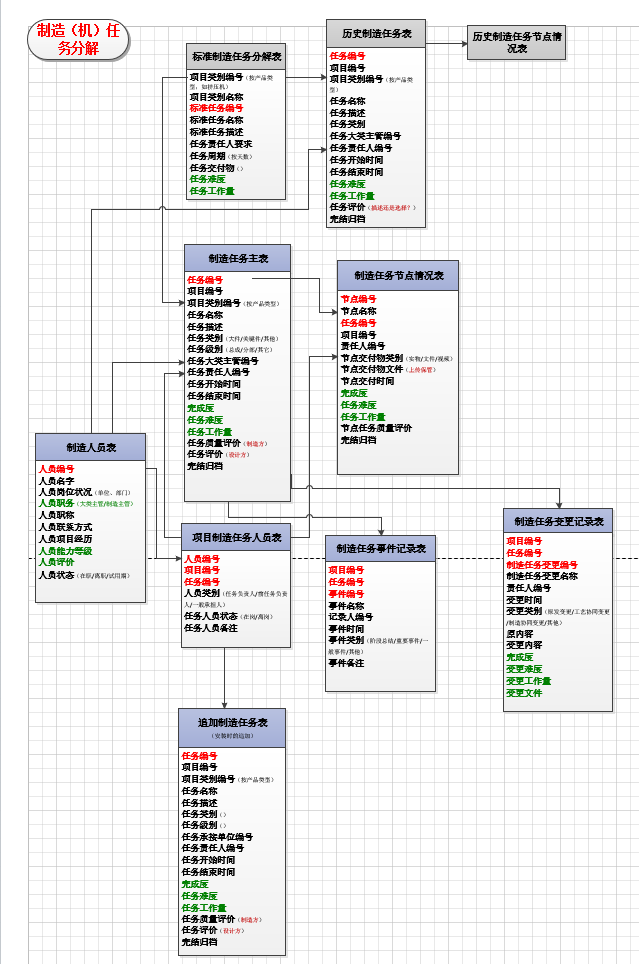 制造（机）任
务分解
标准制造任务分解表
项目类别编号（按产品类
型，如挤压机）
项目类别名称
标准任务编号
标准任务名称
标准任务描述
任务责任人要求
任务周期（按天数）
任务交付物（）
任务难度
任务工作量
历史制造任务表
任务编号
项目编号
项目类别编号（按产品类
型）
任务名称
任务描述
任务类别
任务大类主管编号
任务责任人编号
任务开始时间
任务结束时间
任务难度
任务工作量
任务评价（描述还是选择？）
完结归档
历史制造任务节点情
况表
制造任务主表
任务编号
项目编号
项目类别编号（按产品类型）
任务名称
任务描述
任务类别（大件/关键件/其他）
任务级别（总成/分部/其它）
任务大类主管编号
任务责任人编号
任务开始时间
任务结束时间
完成度
任务难度
任务工作量
任务质量评价（制造方）
任务评价（设计方）
完结归档
制造任务节点情况表
节点编号
节点名称
任务编号
项目编号
责任人编号
节点交付物类别（实物/文件/视频）
节点交付物文件（上传保管）
节点交付时间
完成度
任务难度
任务工作量
节点任务质量评价
完结归档
制造人员表
人员编号
人员名字
人员岗位状况（单位、部门）
人员职务（大类主管/制造主管）
人员职称
人员联系方式
人员项目经历
人员能力等级
人员评价
人员状态（在职/离职/试用期）
项目制造任务人员表
人员编号
项目编号
任务编号
人员类别（任务负责人/责任务负责
人/一般承担人）
任务人员状态（在岗/离岗）
任务人员备注
制造任务事件记录表
项目编号
任务编号
事件编号
事件名称
记录人编号
事件时间
事件类别（阶段总结/重要事件/一
般事件/其他）
事件备注
制造任务变更记录表
项目编号
任务编号
制造任务变更编号
制造任务变更名称
责任人编号
变更时间
变更类别（原发变更/工艺协同变更
/制造协同变更/其他）
原内容
变更内容
完成度
变更难度
变更工作量
变更文件
追加制造任务表
（安装时的追加）
任务编号
项目编号
项目类别编号（按产品类型）
任务名称
任务描述
任务类别（）
任务级别（）
任务承接单位编号
任务责任人编号
任务开始时间
任务结束时间
完成度
任务难度
任务工作量
任务质量评价（制造方）
任务评价（设计方）
完结归档